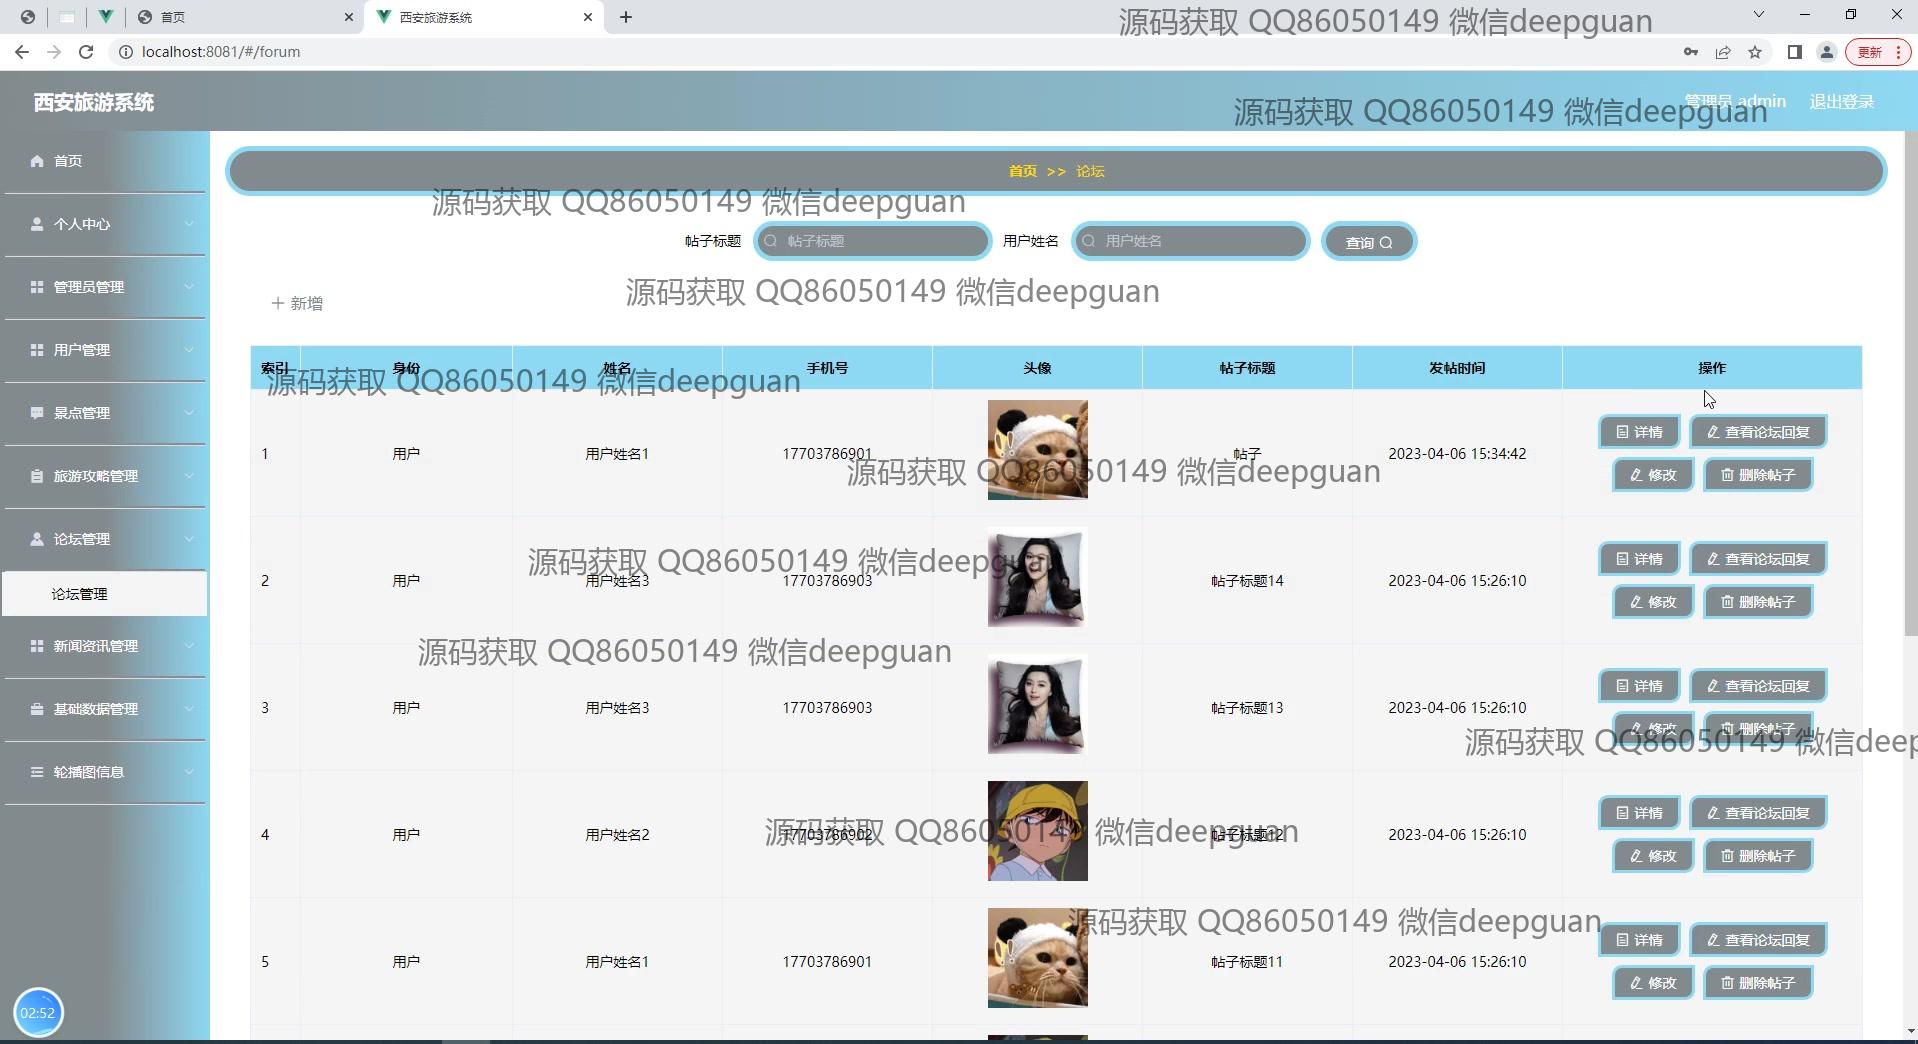 首页
西安旅游系统
源码获取 QQ86050149 微信deepguan
localhost:8081/#/forum
更新
西安旅游系统
管理员 admin
退出登录
源码获取 QQ86050149 微信deepguan
首页
个人中心
管理员管理
用户管理
景点管理
旅游攻略管理
论坛管理
论坛管理
新闻资讯管理
基础数据管理
轮播图信息
02:52
首页 >> 论坛
源码获取 QQ86050149 微信deepguan
帖子标题 帖子标题 用户姓名 用户姓名 查询
源码获取 QQ86050149 微信deepguan
新增
索引 身份 姓名 手机号 头像 帖子标题 发帖时间 操作
源码获取 QQ86050149 微信deepguan
1 用户 用户姓名1 17703786901 帖子 2023-04-06 15:34:42 详情 查看论坛回复
修改 删除帖子
源码获取 QQ86050149 微信deepguan
2 用户 用户姓名3 17703786903 帖子标题14 2023-04-06 15:26:10 详情 查看论坛回复
修改 删除帖子
源码获取 QQ86050149 微信deepguan
源码获取 QQ86050149 微信deepguan
3 用户 用户姓名3 17703786903 帖子标题13 2023-04-06 15:26:10 详情 查看论坛回复
修改 删除帖子
源码获取 QQ86050149 微信deep
4 用户 用户姓名2 17703786902 帖子标题12 2023-04-06 15:26:10 详情 查看论坛回复
修改 删除帖子
源码获取 QQ86050149 微信deepguan
源码获取 QQ86050149 微信deepguan
5 用户 用户姓名1 17703786901 帖子标题11 2023-04-06 15:26:10 详情 查看论坛回复
修改 删除帖子